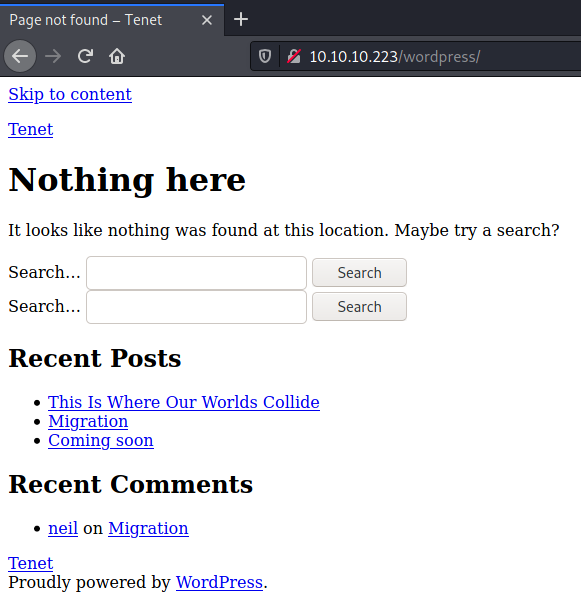 Page not found – Tenet
10.10.10.223/wordpress/
Skip to content
Tenet
Nothing here
It looks like nothing was found at this location. Maybe try a search?
Search… Search
Search… Search
Recent Posts
This Is Where Our Worlds Collide
Migration
Coming soon
Recent Comments
neil on Migration
Tenet
Proudly powered by WordPress.